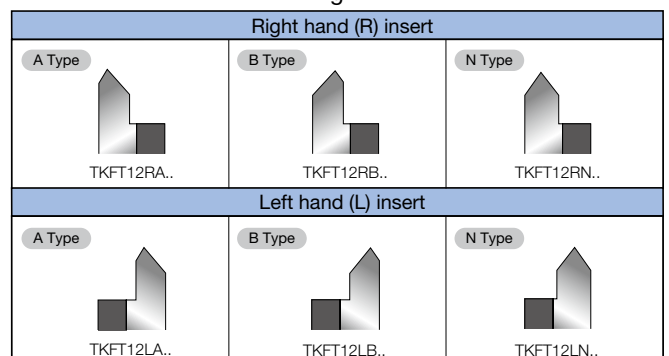 Right hand (R) insert
A Type
B Type
N Type
TKFT12RA..
TKFT12RB..
TKFT12RN..
Left hand (L) insert
A Type
B Type
N Type
TKFT12LA..
TKFT12LB..
TKFT12LN..